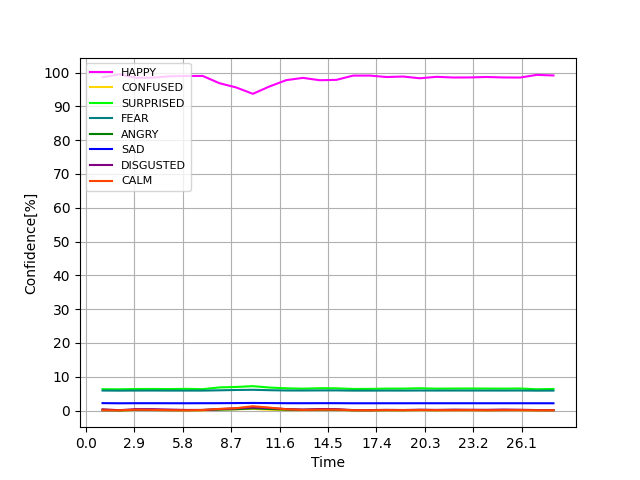 HAPPY
CONFUSED
SURPRISED
FEAR
ANGRY
SAD
DISGUSTED
CALM
Confidence[%]
100
90
80
70
60
50
40
30
20
10
0
0.0 2.9 5.8 8.7 11.6 14.5 17.4 20.3 23.2 26.1
Time